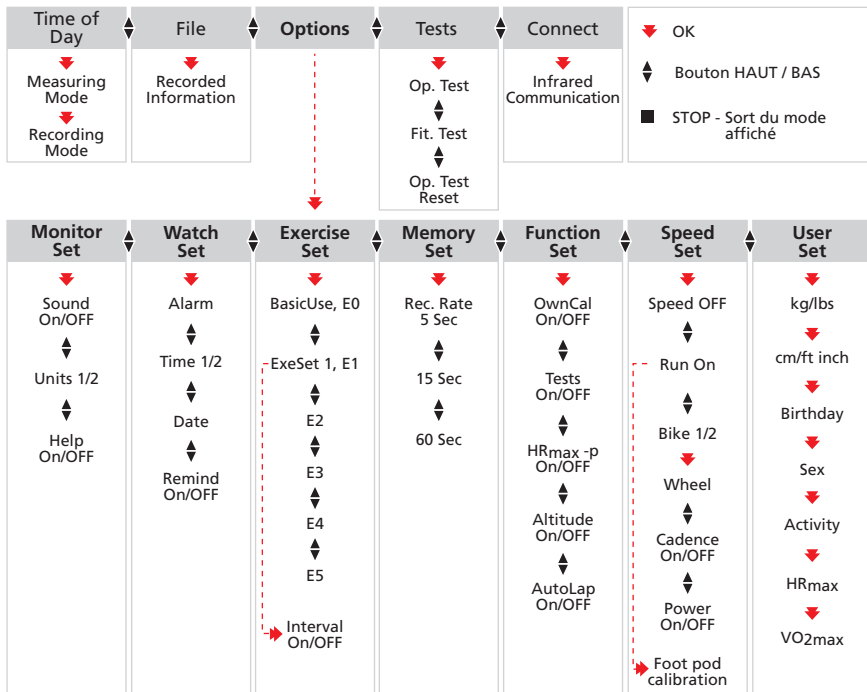 Time of
Day
File
Options
Tests
Connect
Measuring
Mode
Recording
Mode
Recorded
Information
Op. Test
Fit. Test
Op. Test
Reset
Infrared
Communication
OK
Bouton HAUT / BAS
STOP - Sort du mode
affiché
Monitor
Set
Watch
Set
Exercise
Set
Memory
Set
Function
Set
Speed
Set
User
Set
Sound
On/OFF
Units 1/2
Help
On/OFF
Alarm
Time 1/2
Date
Remind
On/OFF
BasicUse, E0
ExeSet 1, E1
E2
E3
E4
E5
Interval
On/OFF
Rec. Rate
5 Sec
15 Sec
60 Sec
OwnCal
On/OFF
Tests
On/OFF
HRmax -p
On/OFF
Altitude
On/OFF
AutoLap
On/OFF
Speed OFF
Run On
Bike 1/2
Wheel
Cadence
On/OFF
Power
On/OFF
Foot pod
calibration
kg/lbs
cm/ft inch
Birthday
Sex
Activity
HRmax
VO2max